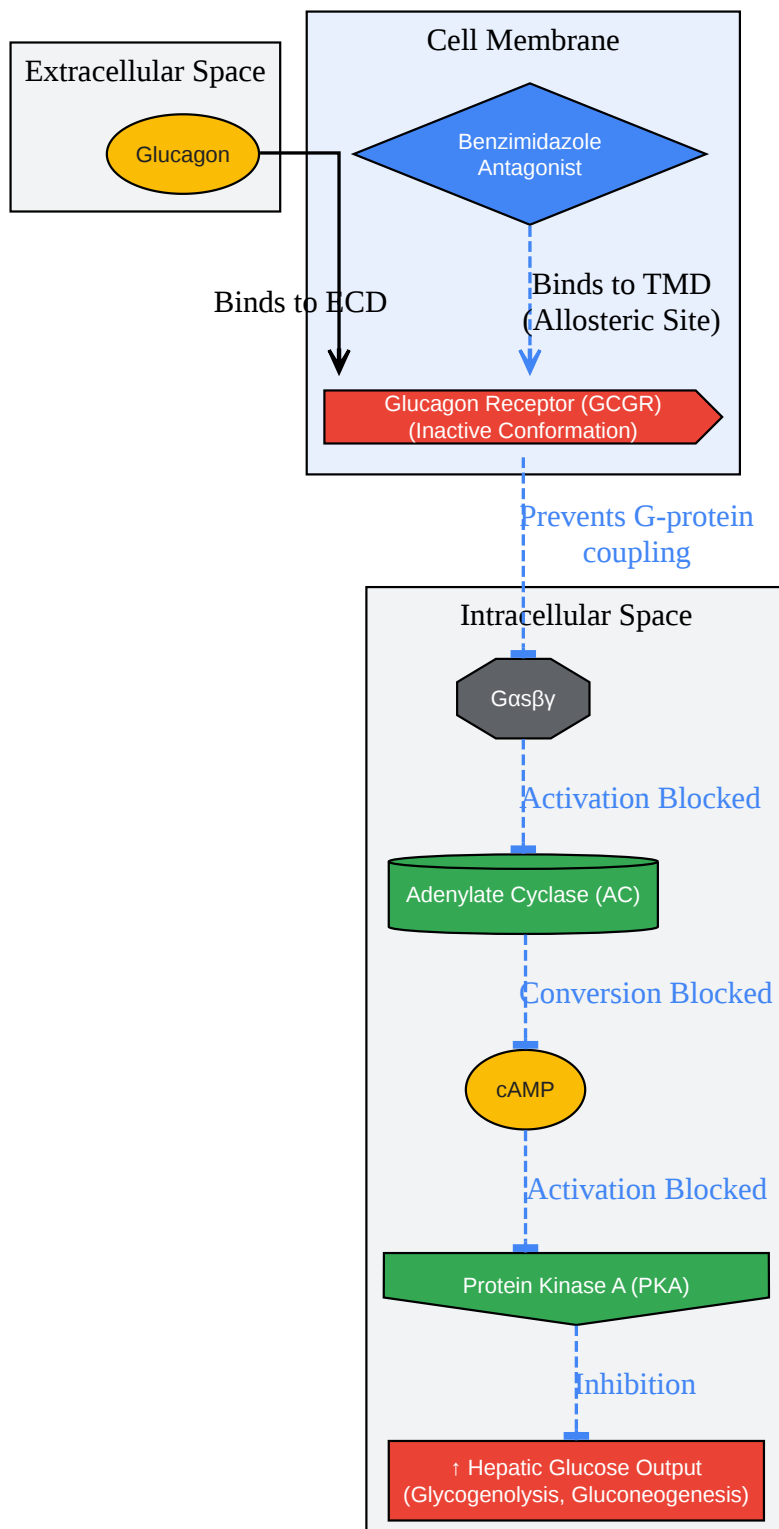 Cell Membrane
Extracellular Space
Glucagon
Benzimidazole
Antagonist
Binds to ECD
Binds to TMD
(Allosteric Site)
Glucagon Receptor (GCGR)
(Inactive Conformation)
Prevents G-protein
coupling
Intracellular Space
Gαsβγ
Activation Blocked
Adenylate Cyclase (AC)
Conversion Blocked
cAMP
Activation Blocked
Protein Kinase A (PKA)
Inhibition
↑ Hepatic Glucose Output
(Glycogenolysis, Gluconeogenesis)